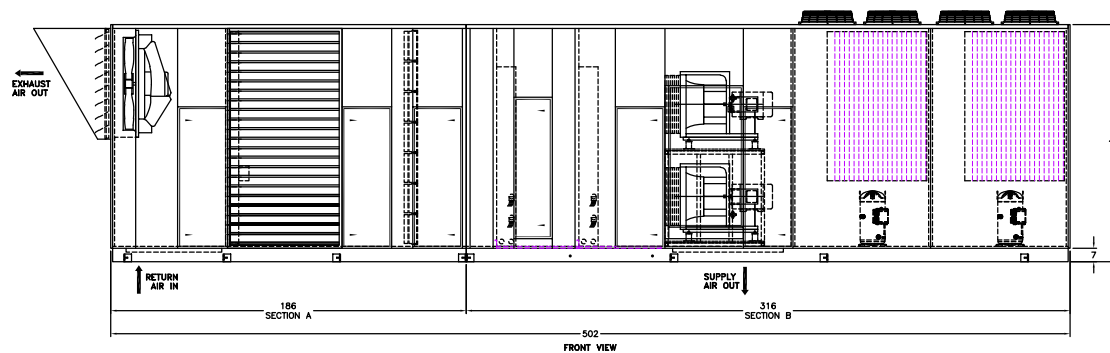 EXHAUST
AIR OUT
RETURN
AIR IN
SUPPLY
AIR OUT
7
186
SECTION A
316
SECTION B
502
FRONT VIEW